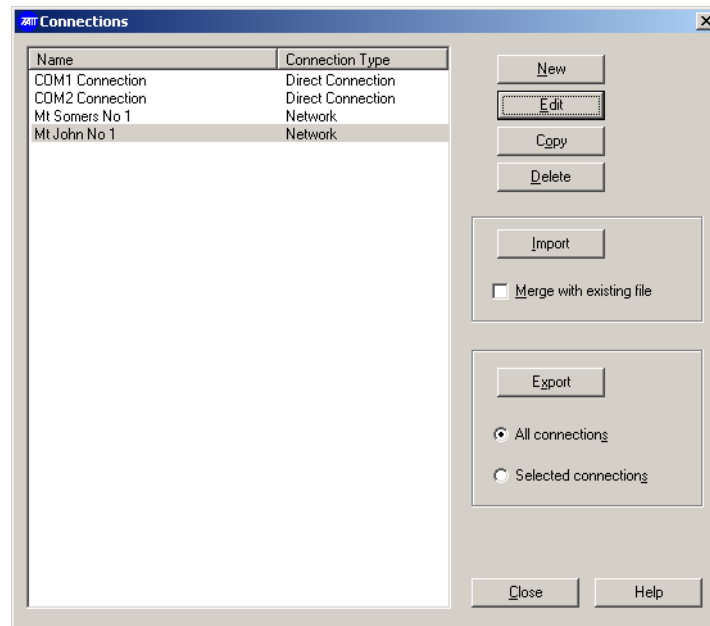 TAIT Connections
Name Connection Type
COM1 Connection Direct Connection
COM2 Connection Direct Connection
Mt Somers No 1 Network
Mt John No 1 Network
New
Edit
Copy
Delete
Import
Merge with existing file
Export
All connections
Selected connections
Close Help